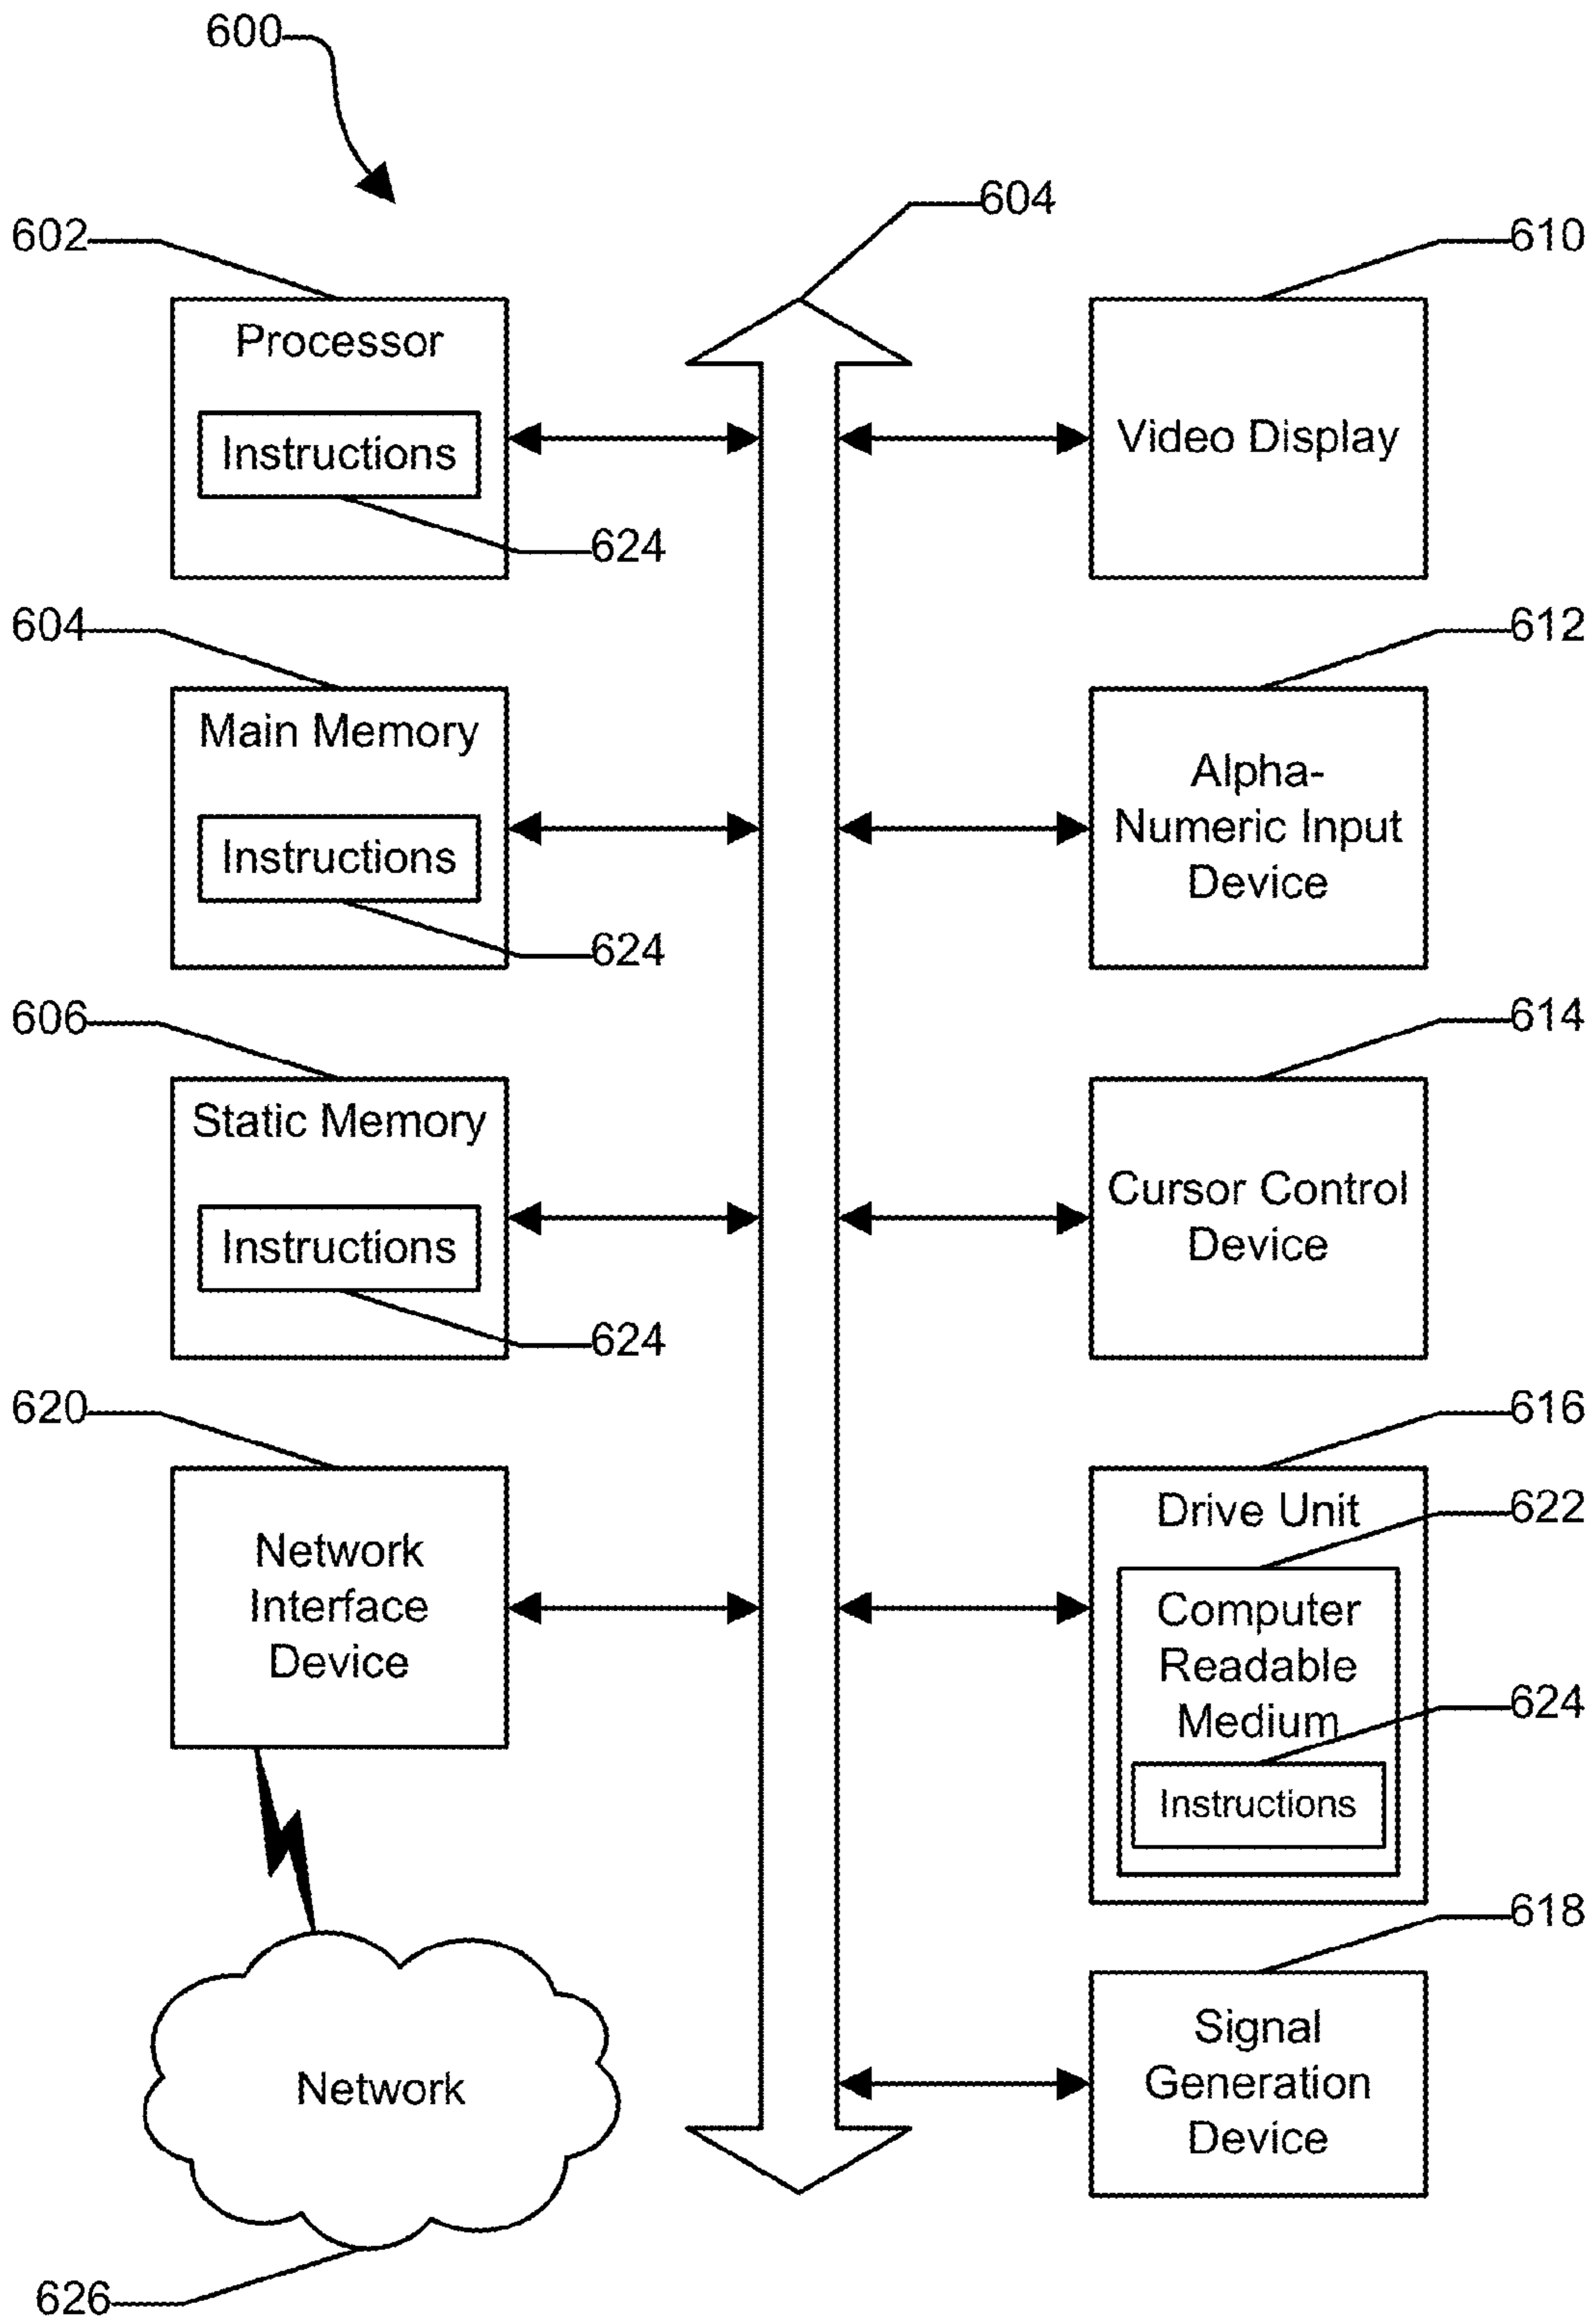 600
604
602
610
Processor
Instructions
624
Video Display
604
612
Main Memory
Instructions
624
Alpha-
Numeric Input
Device
606
614
Static Memory
Instructions
624
Cursor Control
Device
620
616
Network
Interface
Device
Drive Unit
622
Computer
Readable
Medium
624
Instructions
618
Network
Signal
Generation
Device
626